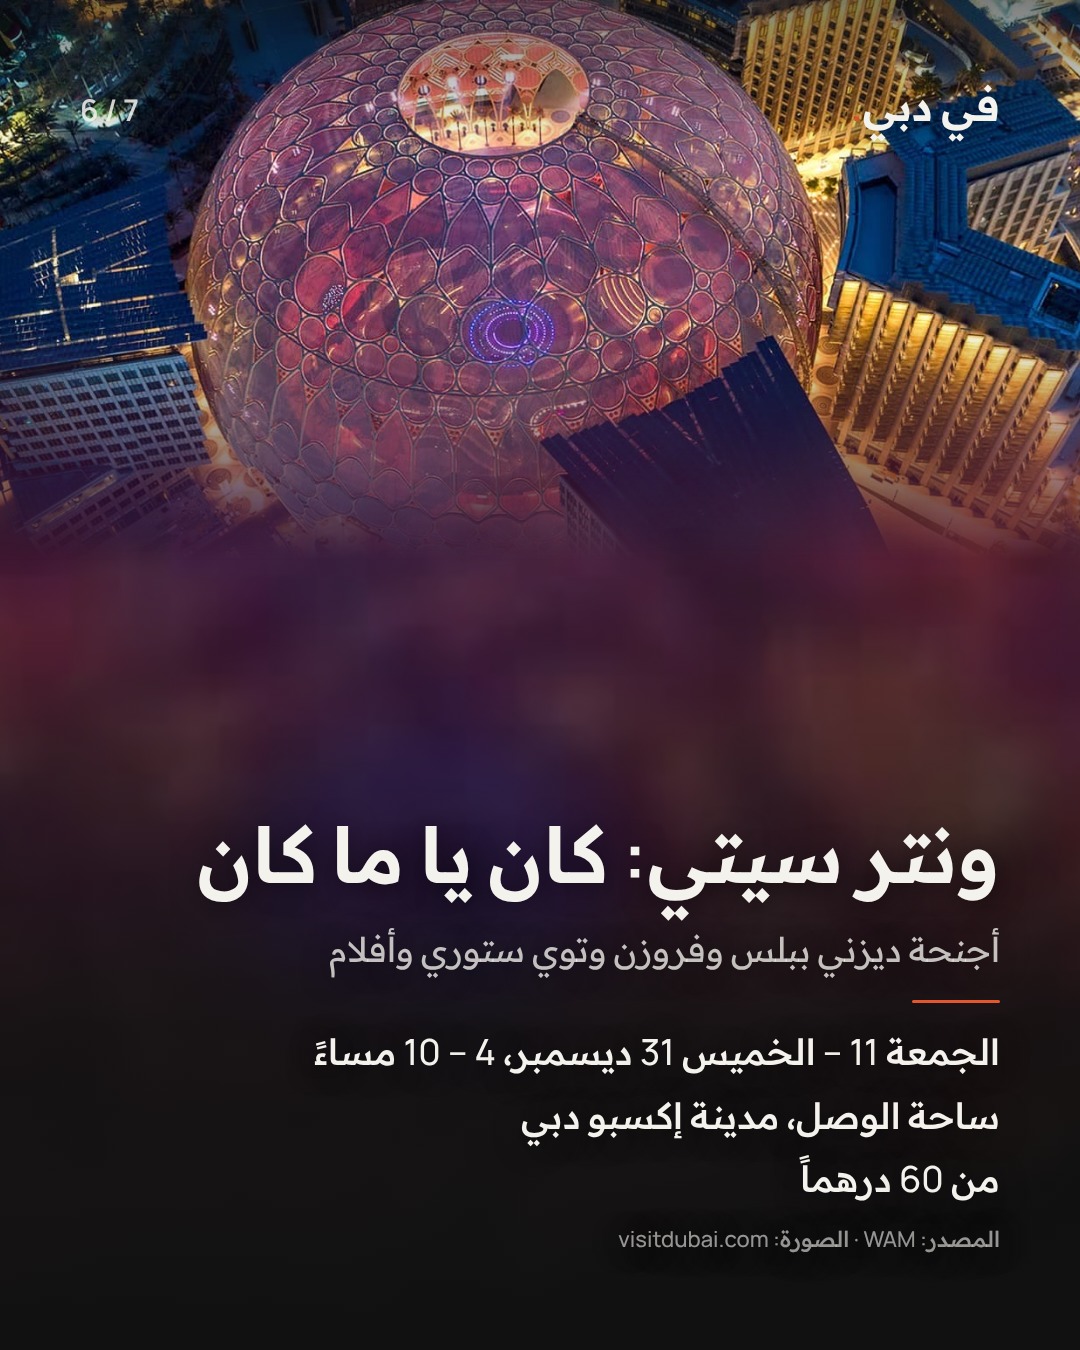 في دبي
6 / 7
ونتر سيتي: كان يا ما كان
أجنحة ديزني ببلس وفروزن وتوي ستوري وأفلام
الجمعة 11 – الخميس 31 ديسمبر، 4 – 10 مساءً
ساحة الوصل، مدينة إكسبو دبي
من 60 درهماً
المصدر: WAM · الصورة: visitdubai.com